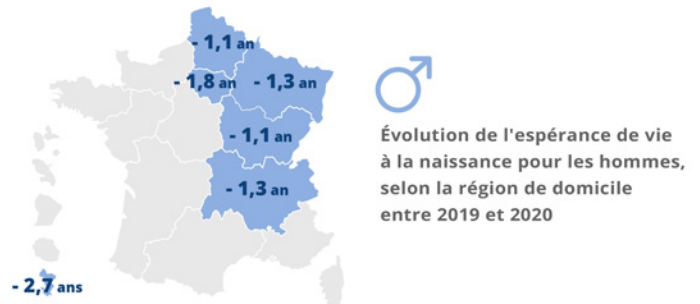 - 1,1 an
- 1,8 an - 1,3 an
- 1,1 an
- 1,3 an
- 2,7 ans
Évolution de l'espérance de vie
à la naissance pour les hommes,
selon la région de domicile
entre 2019 et 2020